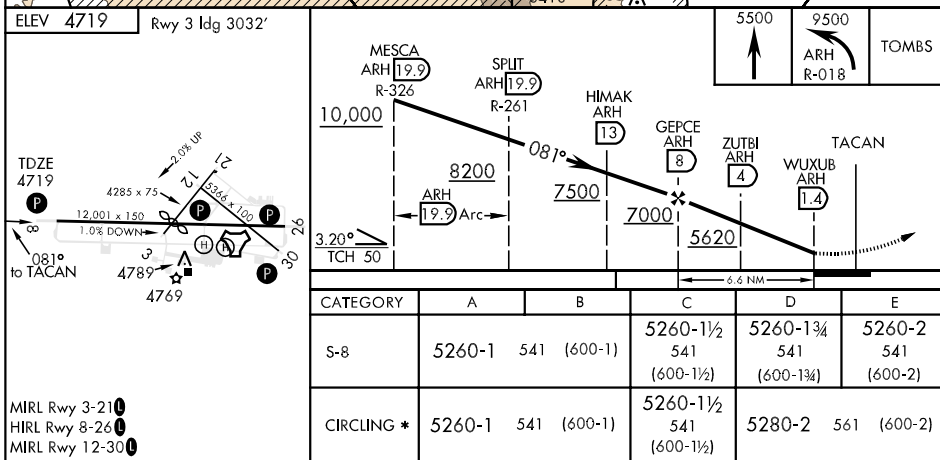 ELEV 4719
Rwy 3 ldg 3032'
TDZE
4719
P
2.0% UP
21
12
4285 x 75
5366 x 100
P
P
12,001 x 150
1.0% DOWN
8
26
081°
to TACAN
3
H
H
30
P
4789
4769
MIRL Rwy 3-21 L
HIRL Rwy 8-26 L
MIRL Rwy 12-30 L
5500
9500
ARH
R-018
TOMBS
MESCA
ARH 19.9
R-326
SPLIT
ARH 19.9
R-261
HIMAK
ARH
13
GEPCE
ARH
8
ZUTBI
ARH
4
WUXUB
ARH
1.4
TACAN
10,000
081°
8200
7500
7000
5620
ARH
19.9 Arc
3.20°
TCH 50
6.6 NM
CATEGORY A B C D E
S-8 5260-1 541 (600-1) 5260-1½ 541 (600-1½) 5260-1¾ 541 (600-1¾) 5260-2 541 (600-2)
CIRCLING * 5260-1 541 (600-1) 5260-1½ 541 (600-1½) 5280-2 561 (600-2)